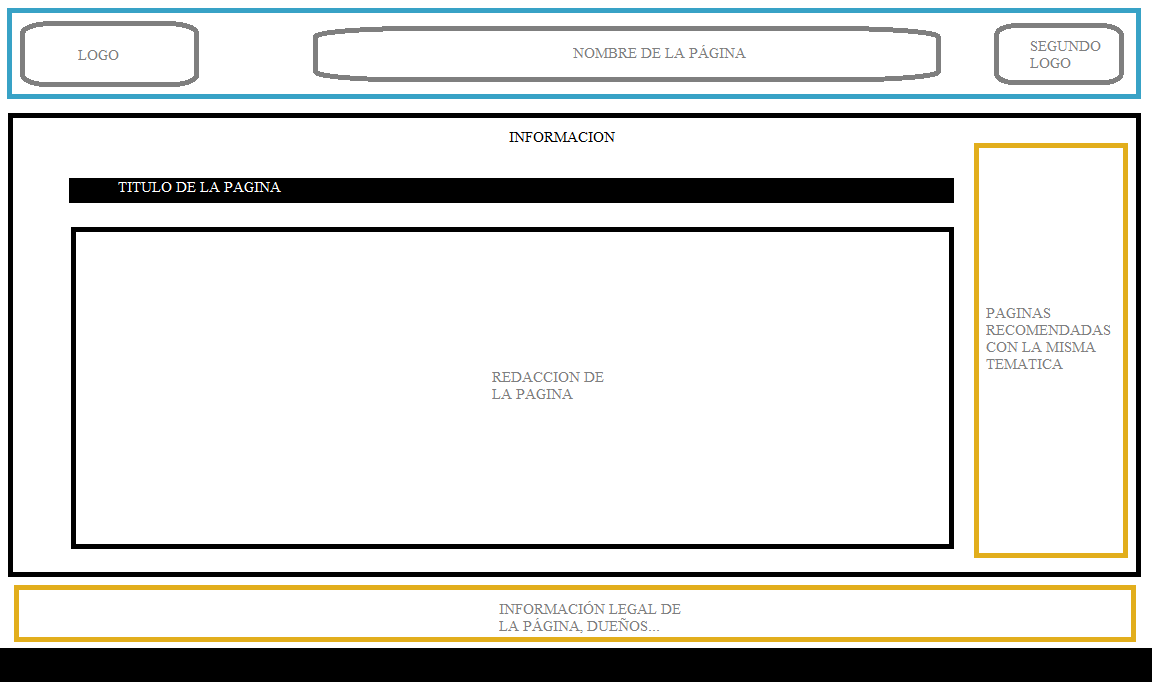 LOGO
NOMBRE DE LA PÁGINA
SEGUNDO
LOGO
INFORMACION
TITULO DE LA PAGINA
REDACCION DE
LA PAGINA
PAGINAS
RECOMENDADAS
CON LA MISMA
TEMATICA
INFORMACIÓN LEGAL DE
LA PÁGINA, DUEÑOS...